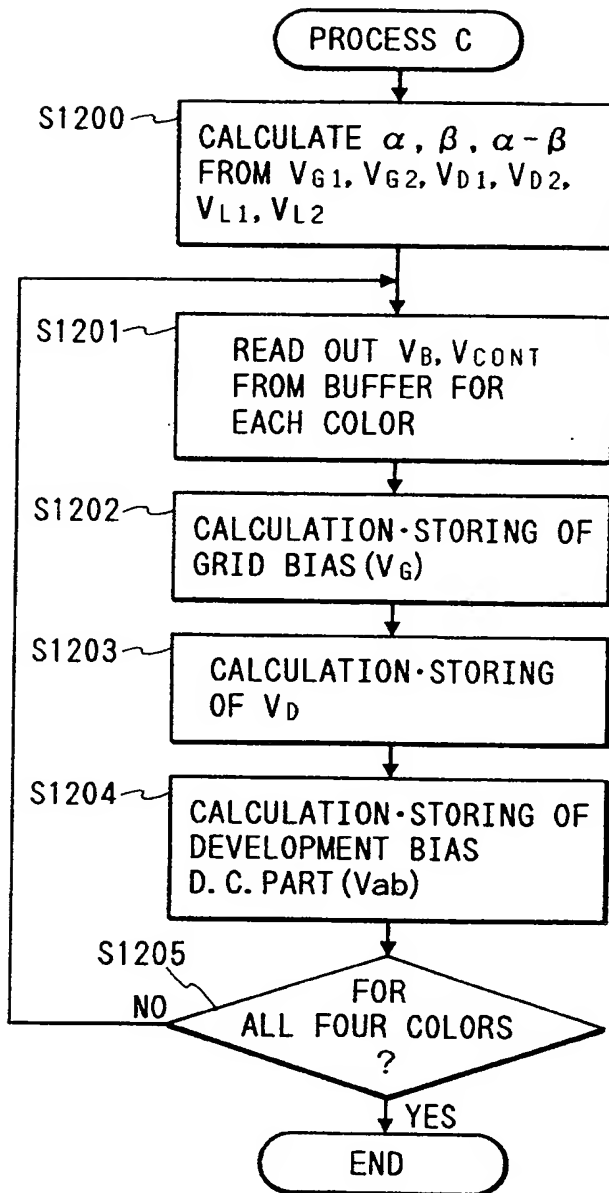 PROCESS C
S1200
CALCULATE α, β, α-β
FROM VG1, VG2, VD1, VD2,
VL1, VL2
S1201
READ OUT VB, VCONT
FROM BUFFER FOR
EACH COLOR
S1202
CALCULATION·STORING OF
GRID BIAS(VG)
S1203
CALCULATION·STORING
OF VD
S1204
CALCULATION·STORING OF
DEVELOPMENT BIAS
D.C.PART(Vab)
S1205
NO
FOR
ALL FOUR COLORS
?
YES
END